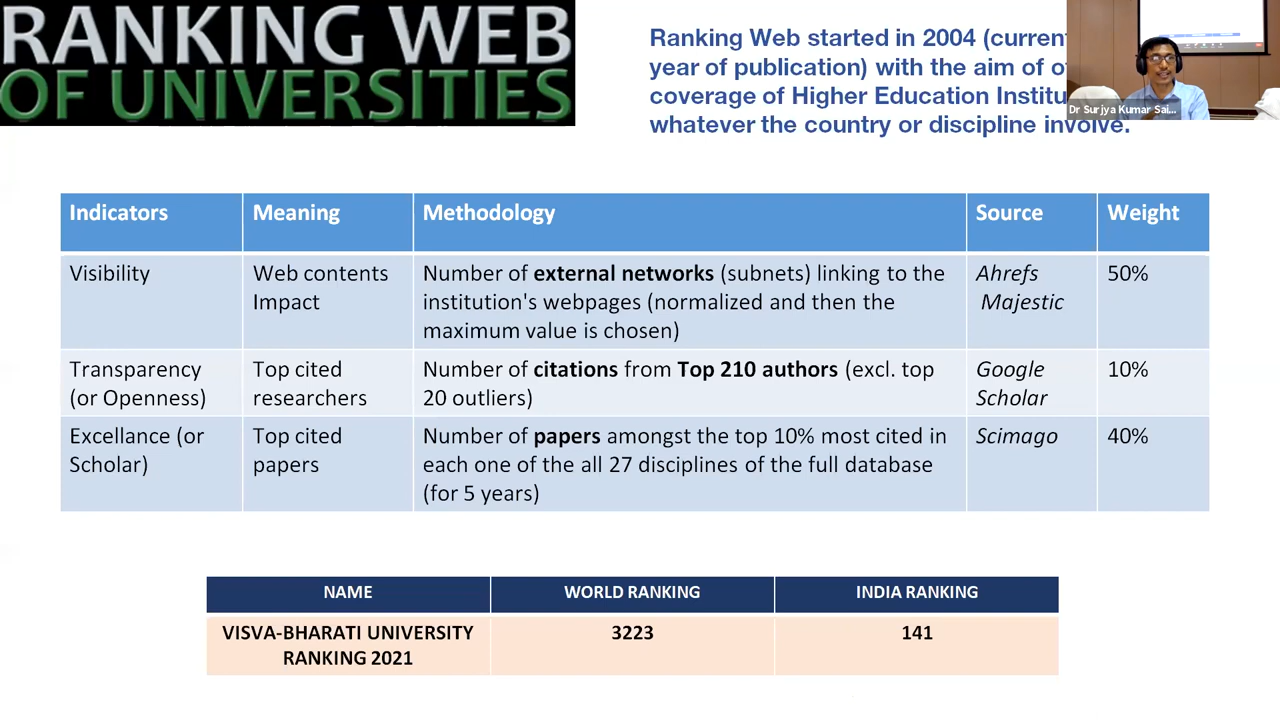 RANKING WEB
OF UNIVERSITIES
Ranking Web started in 2004 (curren
year of publication) with the aim of o
coverage of Higher Education Institu
whatever the country or discipline involve.
Dr Surjya Kumar Sai...
Indicators Meaning Methodology Source Weight
Visibility Web contents Number of external networks (subnets) linking to the Ahrefs 50%
Impact institution's webpages (normalized and then the Majestic
maximum value is chosen)
Transparency Top cited Number of citations from Top 210 authors (excl. top Google 10%
(or Openness) researchers 20 outliers) Scholar
Excellance (or Top cited Number of papers amongst the top 10% most cited in Scimago 40%
Scholar) papers each one of the all 27 disciplines of the full database
(for 5 years)
NAME WORLD RANKING INDIA RANKING
VISVA-BHARATI UNIVERSITY 3223 141
RANKING 2021